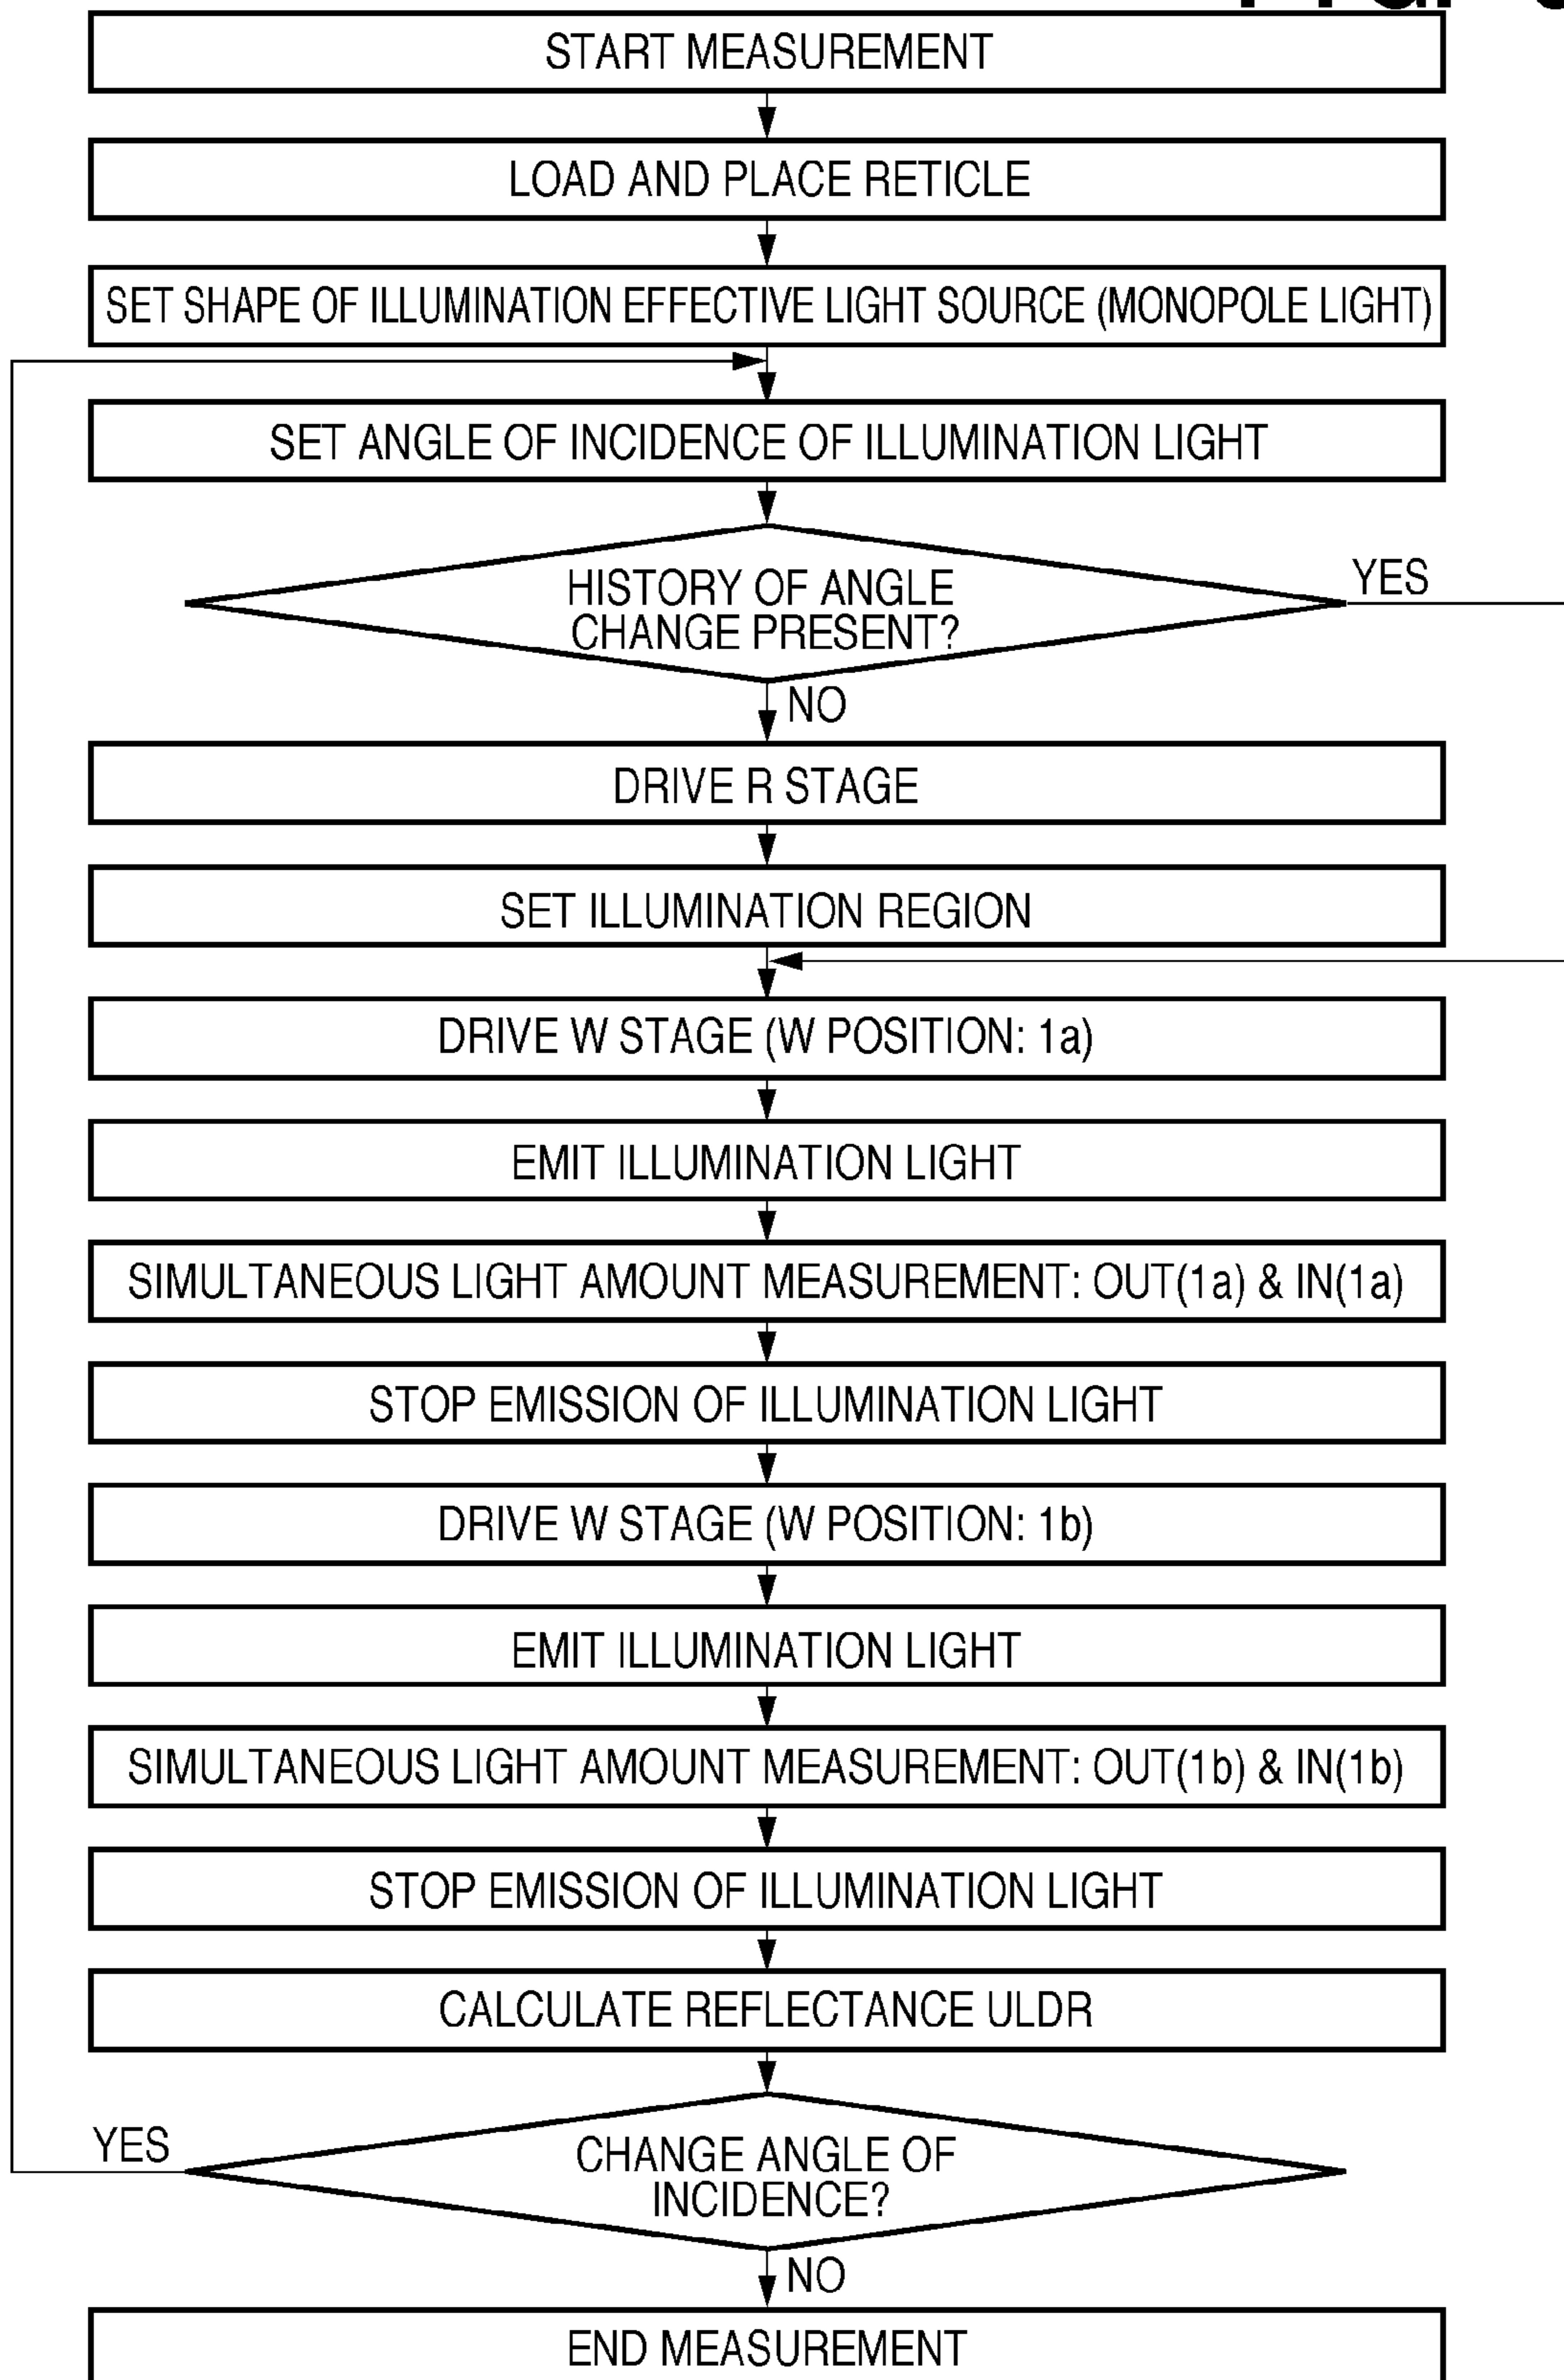 START MEASUREMENT
LOAD AND PLACE RETICLE
SET SHAPE OF ILLUMINATION EFFECTIVE LIGHT SOURCE (MONOPOLE LIGHT)
SET ANGLE OF INCIDENCE OF ILLUMINATION LIGHT
HISTORY OF ANGLE
CHANGE PRESENT?
YES
NO
DRIVE R STAGE
SET ILLUMINATION REGION
DRIVE W STAGE (W POSITION: 1a)
EMIT ILLUMINATION LIGHT
SIMULTANEOUS LIGHT AMOUNT MEASUREMENT: OUT(1a) & IN(1a)
STOP EMISSION OF ILLUMINATION LIGHT
DRIVE W STAGE (W POSITION: 1b)
EMIT ILLUMINATION LIGHT
SIMULTANEOUS LIGHT AMOUNT MEASUREMENT: OUT(1b) & IN(1b)
STOP EMISSION OF ILLUMINATION LIGHT
CALCULATE REFLECTANCE ULDR
YES
CHANGE ANGLE OF
INCIDENCE?
NO
END MEASUREMENT